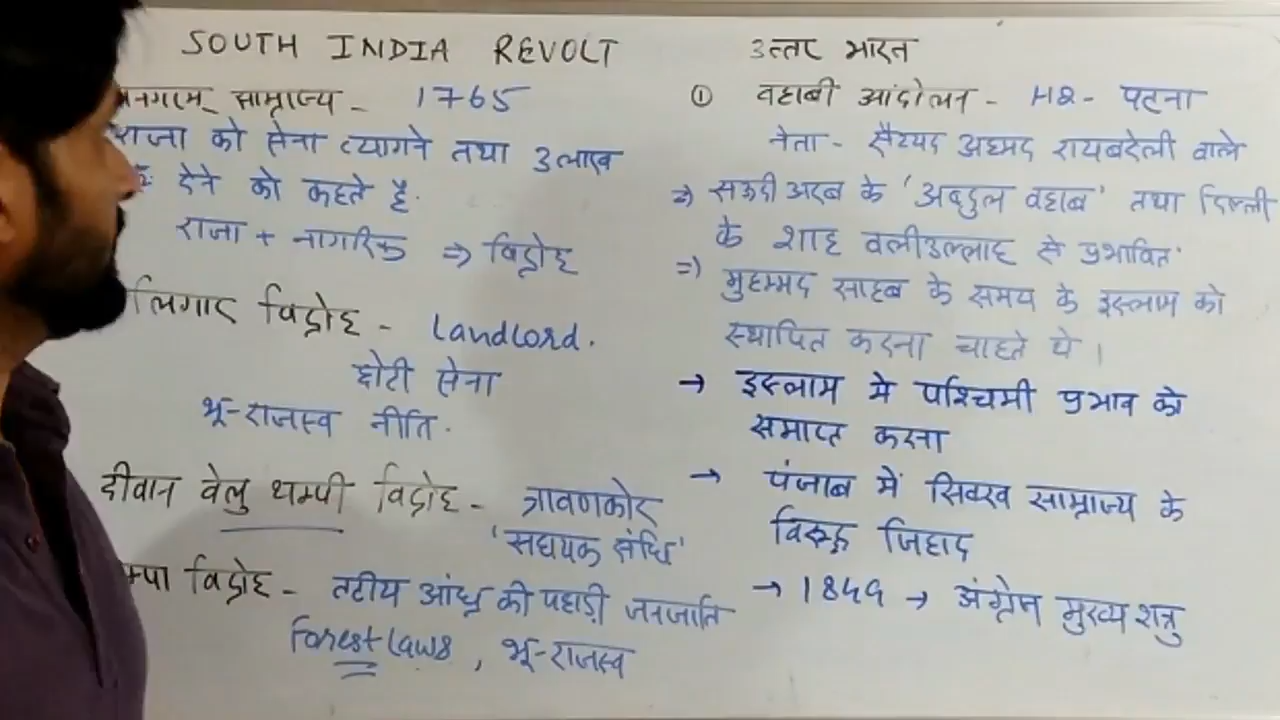 SOUTH INDIA REVOLT
साम्राज्य - 1765
राजा को सेना त्यागने तथा 3 लाख
देने को कहते है.
राजा + नागरिक ⇒ विद्रोह
लिगार विद्रोह - Landlord.
छोटी सेना
भू-राजस्व नीति.
दीवान वेलु थम्पी विद्रोह - त्रावणकोर
'सहायक संधि'
म्पा विद्रोह - तटीय आंध्र की पहाड़ी जनजाति
Forest Laws, भू-राजस्व
उत्तर भारत
① वहाबी आंदोलन - HQ - पटना
नेता - सैय्यद अहमद रायबरेली वाले
⇒ सऊदी अरब के 'अब्दुल वहाब' तथा दिल्ली
के शाह वलीउल्लाह से प्रभावित.
⇒ मुहम्मद साहब के समय के इस्लाम को
स्थापित करना चाहते थे।
→ इस्लाम मे पश्चिमी प्रभाव को
समाप्त करना
→ पंजाब में सिक्ख साम्राज्य के
विरूद्ध जिहाद
→ 1849 → अंग्रेज मुख्य शत्रु